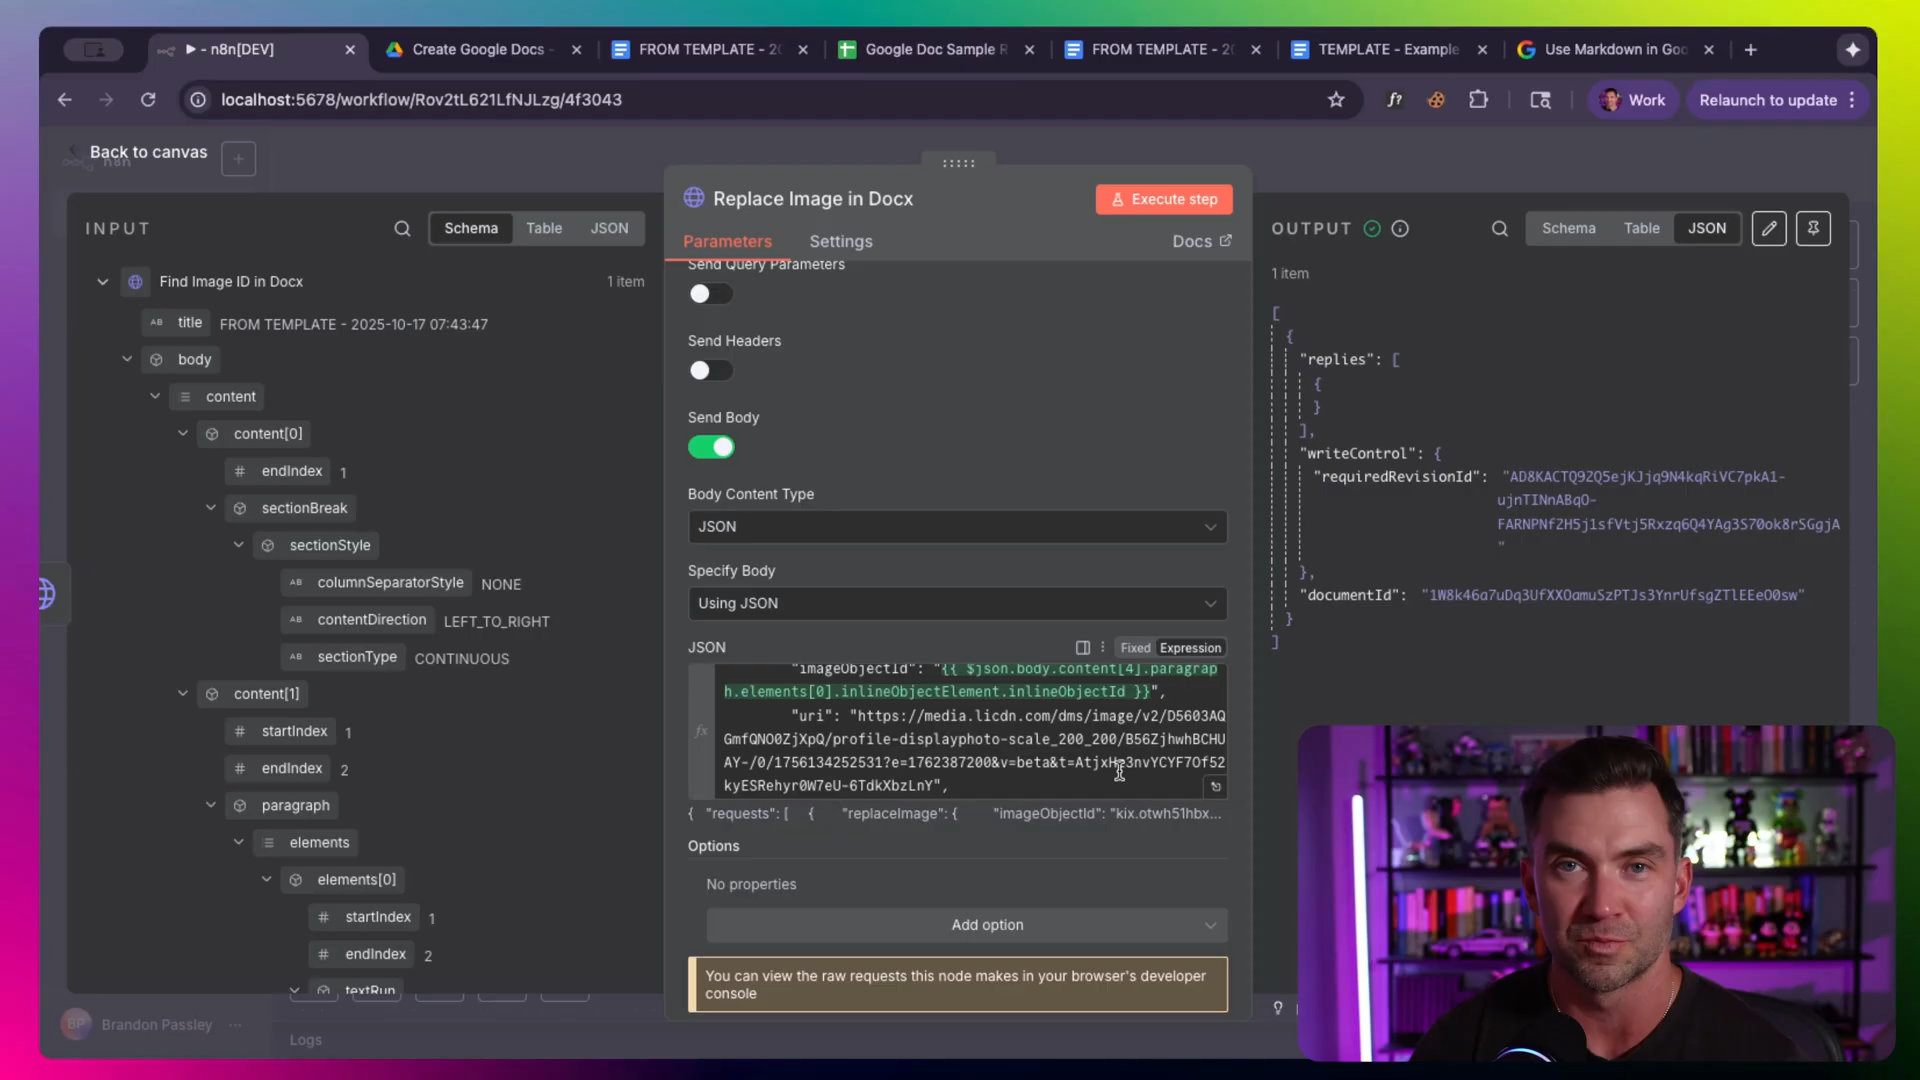 ▶ - n8n[DEV]
Create Google Docs -
FROM TEMPLATE - 20
Google Doc Sample R
FROM TEMPLATE - 20
TEMPLATE - Example
Use Markdown in Goo
localhost:5678/workflow/Rov2tL621LfNJLzg/4f3043
Work
Relaunch to update
Back to canvas
n8n
INPUT
Schema
Table
JSON
Find Image ID in Docx
1 item
title
FROM TEMPLATE - 2025-10-17 07:43:47
body
content
content[0]
endIndex
1
sectionBreak
sectionStyle
columnSeparatorStyle
NONE
contentDirection
LEFT_TO_RIGHT
sectionType
CONTINUOUS
content[1]
startIndex
1
endIndex
2
paragraph
elements
elements[0]
startIndex
1
endIndex
2
textRun
BP
Brandon Passley
Logs
Replace Image in Docx
Execute step
Parameters
Settings
Docs
Send Query Parameters
Send Headers
Send Body
Body Content Type
JSON
Specify Body
Using JSON
JSON
Fixed
Expression
fx
"imageObjectId": "{{ $json.body.content[4].paragrap
h.elements[0].inlineObjectElement.inlineObjectId }}",
"uri": "https://media.licdn.com/dms/image/v2/D5603AQ
GmfQNO0ZjXpQ/profile-displayphoto-scale_200_200/B56ZjhwhBCHU
AY-/0/1756134252531?e=1762387200&v=beta&t=AtjxHz3nvYCYF7Of52
kyESRehyr0W7eU-6TdkXbzLnY",
{ "requests": [ { "replaceImage": { "imageObjectId": "kix.otwh51hbx...
Options
No properties
Add option
You can view the raw requests this node makes in your browser's developer
console
OUTPUT
Schema
Table
JSON
1 item
[
{
"replies": [
{
}
],
"writeControl": {
"requiredRevisionId": "AD8KACTQ9ZQ5ejKJjq9N4kqRiVC7pkA1-
ujnTINnABqO-
FARNPNf2H5j1sfVtj5Rxzq6Q4YAg3S70ok8rSGgjA
"
},
"documentId": "1W8k46a7uDq3UfXXOamuSzPTJs3YnrUfsgZTlEEeO0sw"
}
]